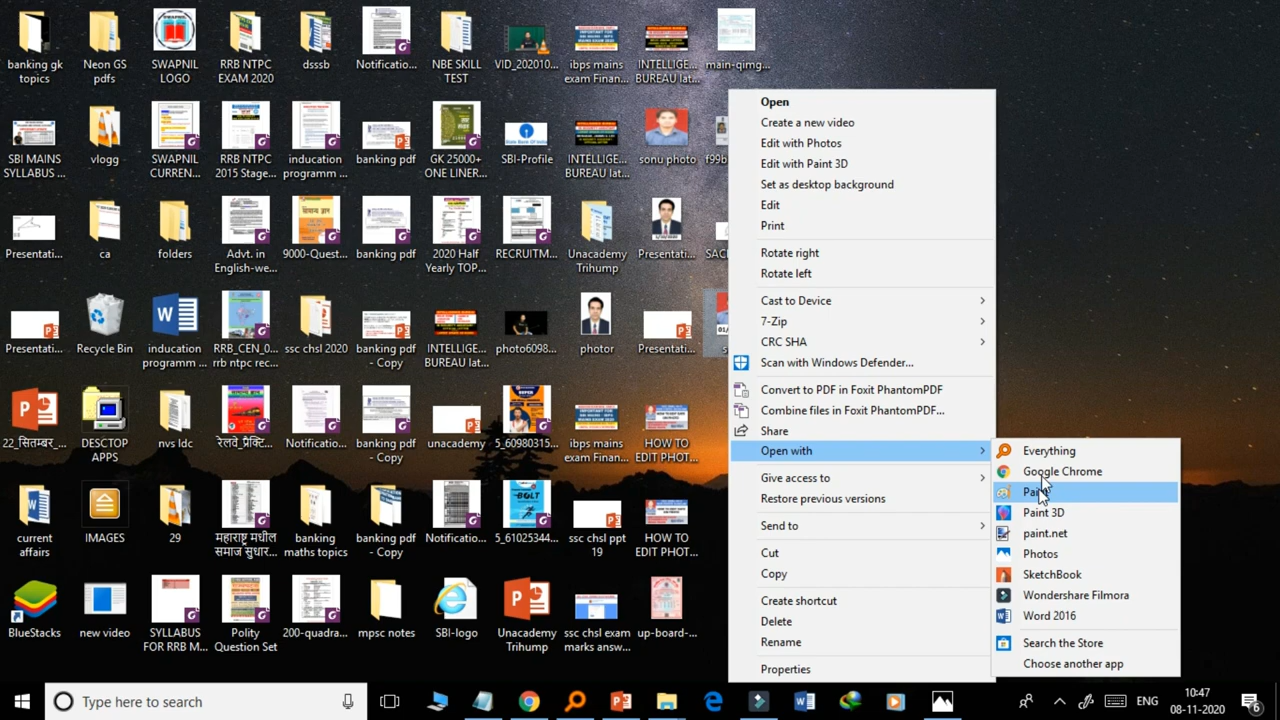 banking gk
topics
Neon GS
pdfs
SWAPNIL
LOGO
RRB NTPC
EXAM 2020
dsssb
Notificatio...
NBE SKILL
TEST
VID_202010...
ibps mains
exam Finan...
INTELLIGE...
BUREAU lat...
main-qimg...
SBI MAINS
SYLLABUS ...
vlogg
SWAPNIL
CURREN...
RRB NTPC
2015 Stage...
inducation
programm ...
banking pdf
GK 25000+
ONE LINER...
SBI-Profile
INTELLIGE...
BUREAU lat...
sonu photo
f99b
Presentati...
ca
folders
Advt. in
English-we...
9000-Quest...
banking pdf
2020 Half
Yearly TOP...
RECRUITM...
Unacademy
Trihump
Presentati...
SAC
Presentati...
Recycle Bin
inducation
programm ...
RRB_CEN_0...
rrb ntpc rec...
ssc chsl 2020
banking pdf
- Copy
INTELLIGE...
BUREAU lat...
photo6098...
photor
Presentati...
s
01/
22_सितम्बर_...
DESCTOP
APPS
nvs ldc
रेलवे_प्रैक्टि...
Notificatio...
banking pdf
- Copy
unacademy
5_60980315...
ibps mains
exam Finan...
HOW TO
EDIT PHOT...
current
affairs
IMAGES
29
महाराष्ट्र मधील
समाज सुधार...
banking
maths topics
banking pdf
- Copy
Notificatio...
5_61025344...
ssc chsl ppt
19
HOW TO
EDIT PHOT...
BlueStacks
new video
SYLLABUS
FOR RRB M...
Polity
Question Set
200-quadra...
mpsc notes
SBI-logo
Unacademy
Trihump
ssc chsl exam
marks answ...
up-board-...
Open
Create a new video
Edit with Photos
Edit with Paint 3D
Set as desktop background
Edit
Print
Rotate right
Rotate left
Cast to Device
7-Zip
CRC SHA
Scan with Windows Defender...
Convert to PDF in Foxit PhantomPDF
Combine files in Foxit PhantomPDF...
Share
Open with
Give access to
Restore previous versions
Send to
Cut
Copy
Create shortcut
Delete
Rename
Properties
Everything
Google Chrome
Paint
Paint 3D
paint.net
Photos
SketchBook
Wondershare Filmora
Word 2016
Search the Store
Choose another app
Type here to search
ENG
10:47
08-11-2020
6